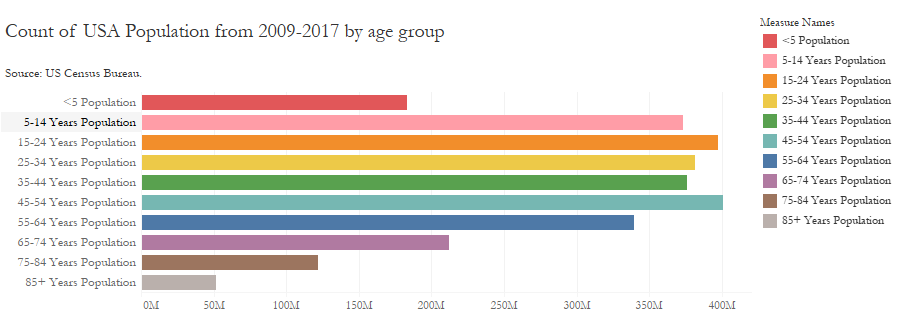 Count of USA Population from 2009-2017 by age group
Source: US Census Bureau.
<5 Population
5-14 Years Population
15-24 Years Population
25-34 Years Population
35-44 Years Population
45-54 Years Population
55-64 Years Population
65-74 Years Population
75-84 Years Population
85+ Years Population
0M 50M 100M 150M 200M 250M 300M 350M 400M
Measure Names
<5 Population
5-14 Years Population
15-24 Years Population
25-34 Years Population
35-44 Years Population
45-54 Years Population
55-64 Years Population
65-74 Years Population
75-84 Years Population
85+ Years Population